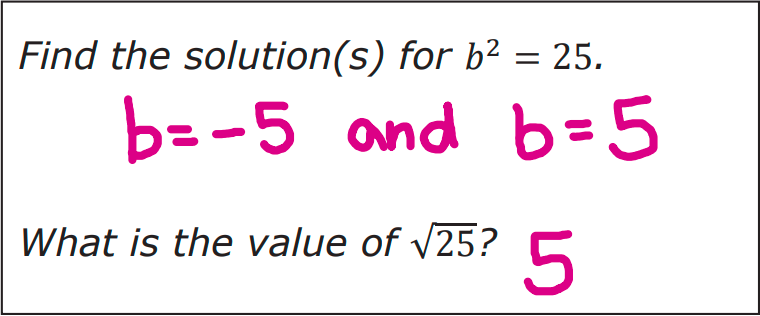 Find the solution(s) for b² = 25.
b=-5 and b=5
What is the value of √25? 5